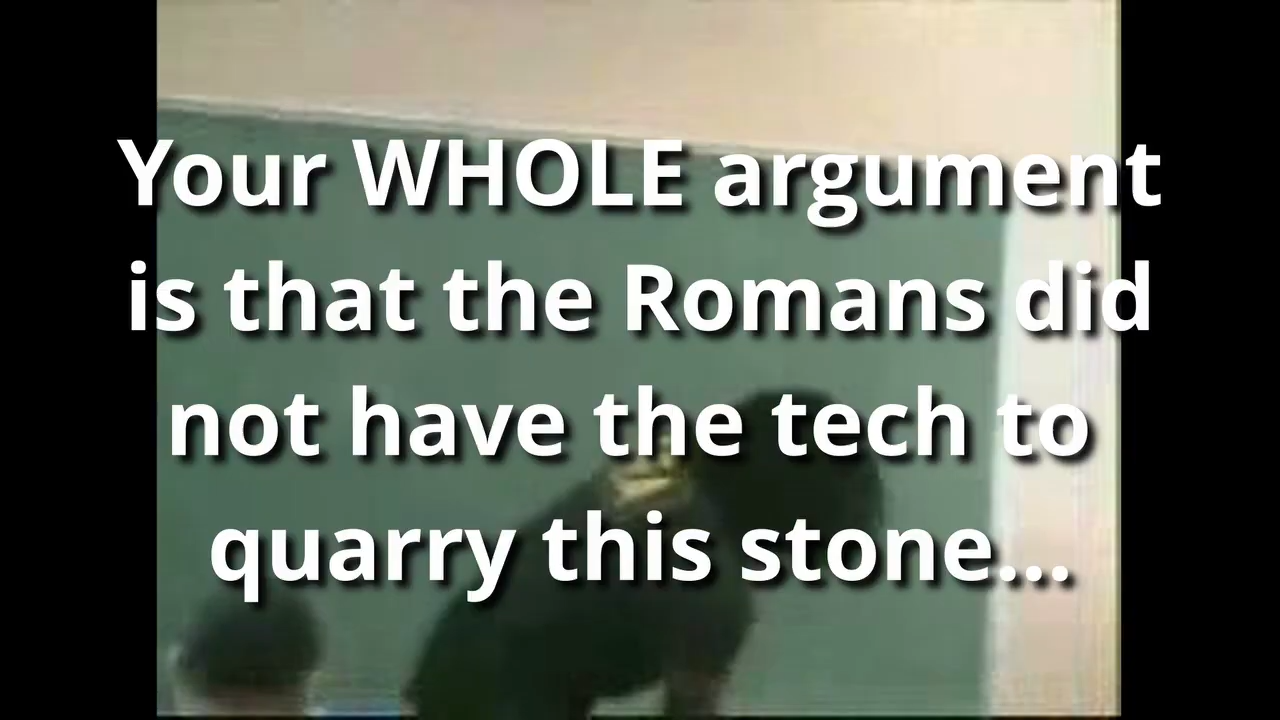 Your WHOLE argument
is that the Romans did
not have the tech to
quarry this stone...